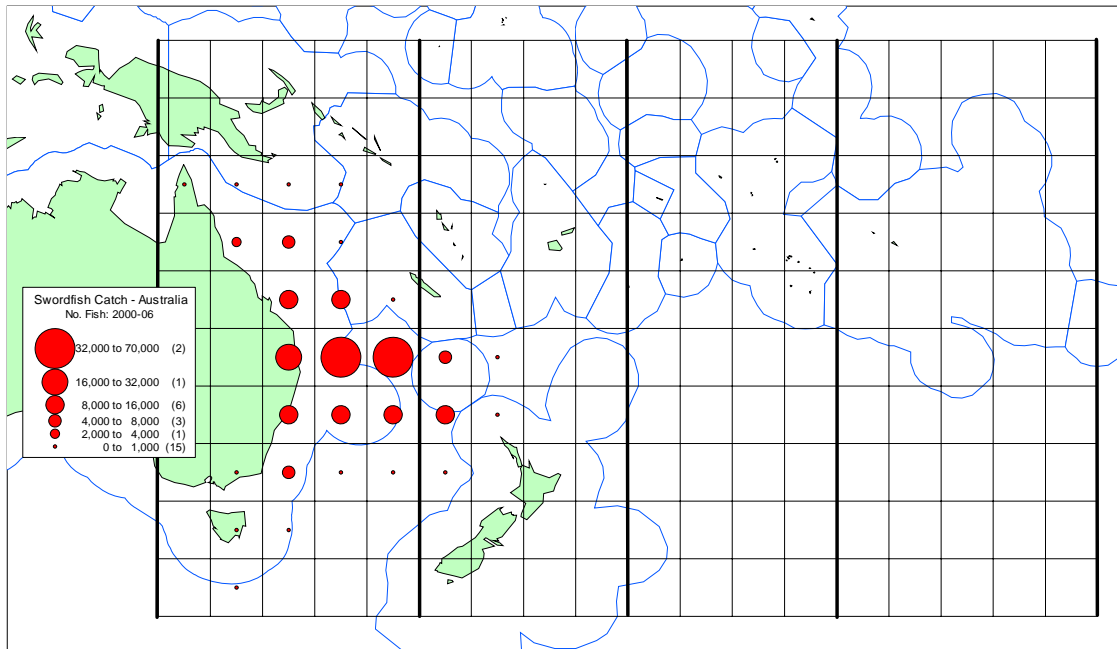 Swordfish Catch - Australia
No. Fish: 2000-06
32,000 to 70,000 (2)
16,000 to 32,000 (1)
8,000 to 16,000 (6)
4,000 to 8,000 (3)
2,000 to 4,000 (1)
0 to 1,000 (15)